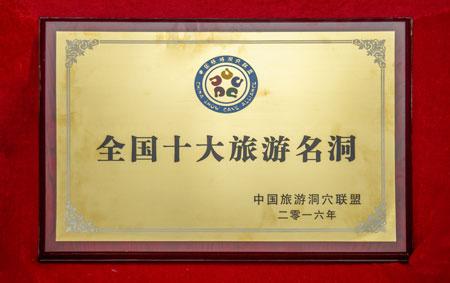 全国十大旅游名洞
中国旅游洞穴联盟
二零一六年